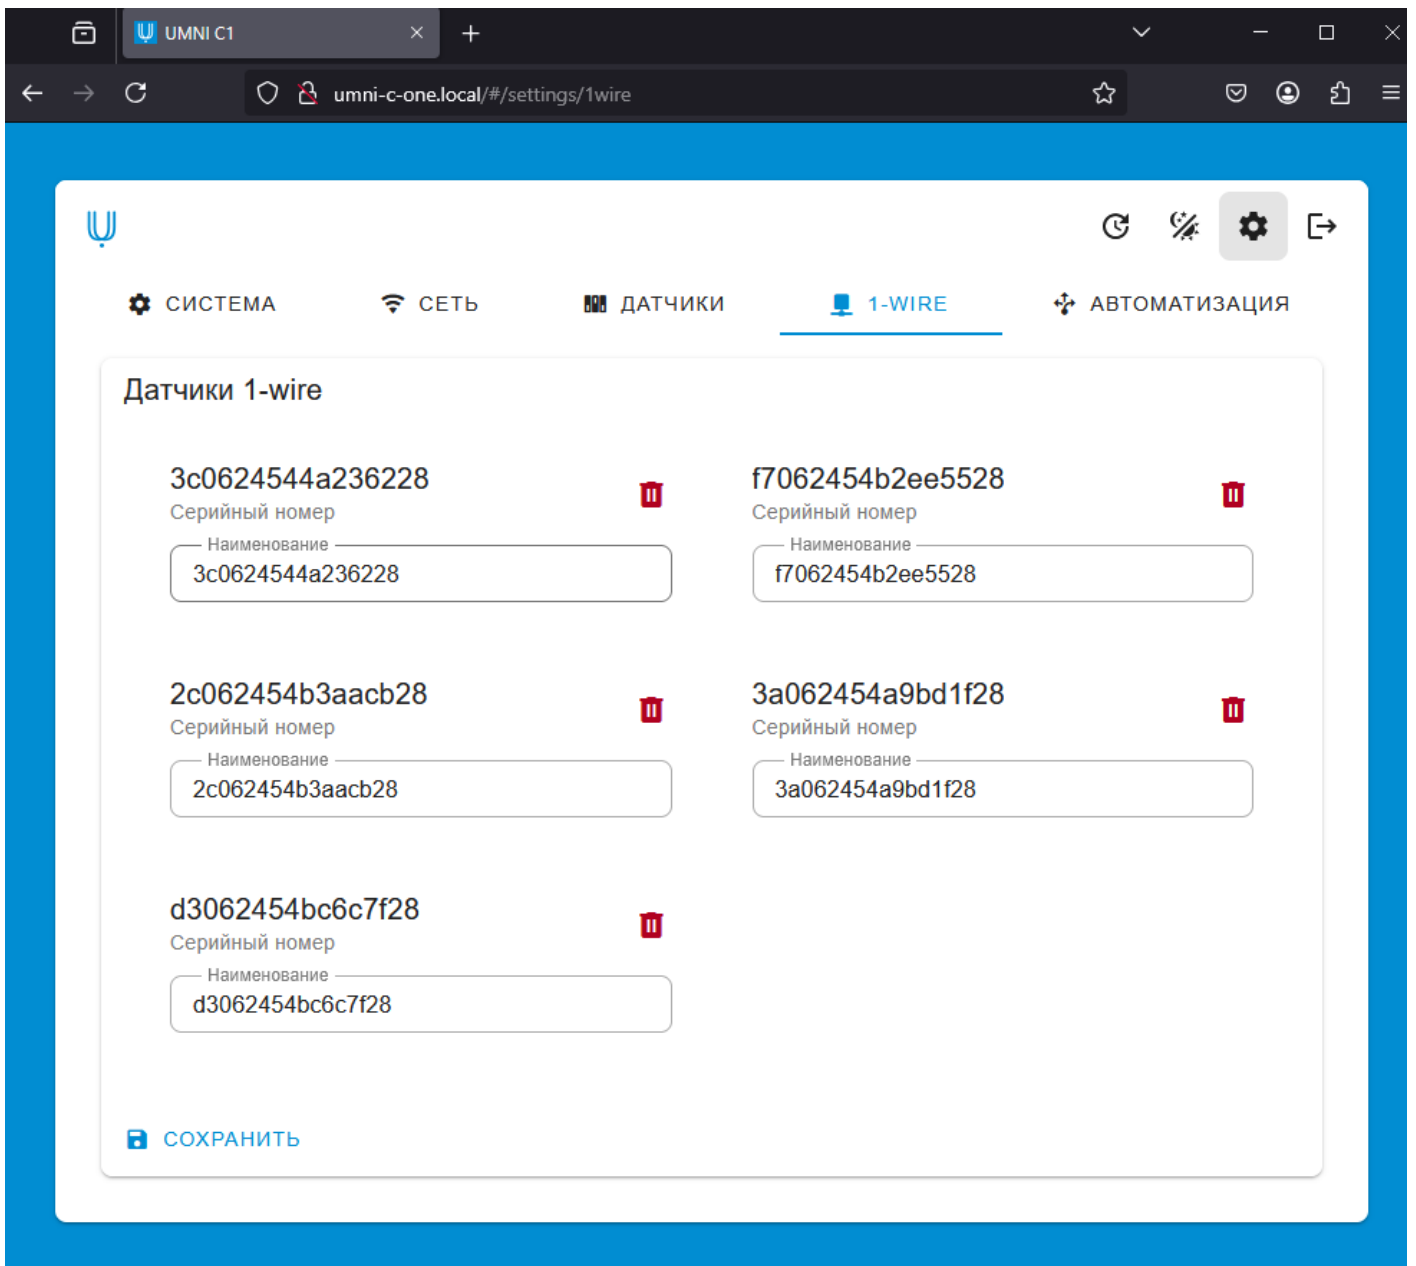 UMNI C1
umni-c-one.local/#/settings/1wire
СИСТЕМА
СЕТЬ
ДАТЧИКИ
1-WIRE
АВТОМАТИЗАЦИЯ
Датчики 1-wire
3c0624544a236228
Серийный номер
Наименование
3c0624544a236228
f7062454b2ee5528
Серийный номер
Наименование
f7062454b2ee5528
2c062454b3aacb28
Серийный номер
Наименование
2c062454b3aacb28
3a062454a9bd1f28
Серийный номер
Наименование
3a062454a9bd1f28
d3062454bc6c7f28
Серийный номер
Наименование
d3062454bc6c7f28
СОХРАНИТЬ